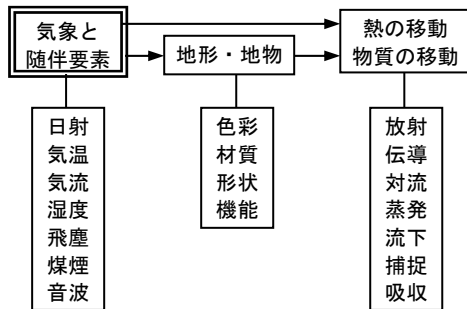 気象と
随伴要素
地形・地物
熱の移動
物質の移動
日射
気温
気流
湿度
飛塵
煤煙
音波
色彩
材質
形状
機能
放射
伝導
対流
蒸発
流下
捕捉
吸収